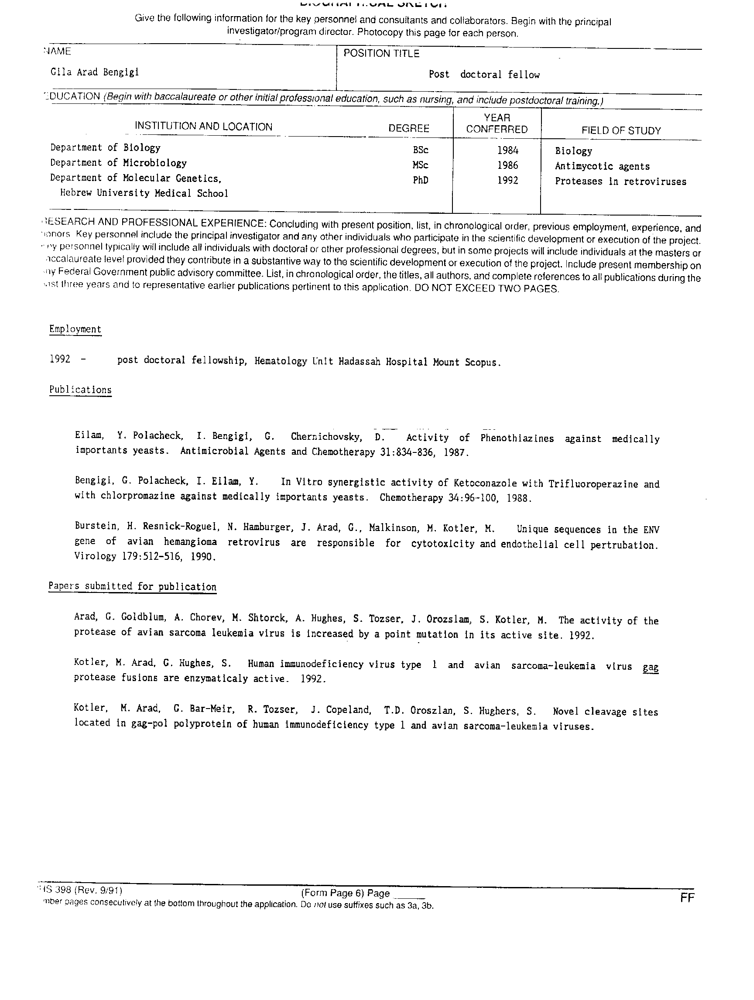 Give the following information for the key personnel and consultants and collaborators. Begin with the principal
investigator/program director. Photocopy this page for each person.
NAME
POSITION TITLE
Gila Arad Bengigi
Post doctoral fellow
EDUCATION (Begin with baccalaureate or other initial professional education, such as nursing, and include postdoctoral training.)
INSTITUTION AND LOCATION DEGREE YEAR CONFERRED FIELD OF STUDY
Department of Biology BSc 1984 Biology
Department of Microbiology MSc 1986 Antimycotic agents
Department of Molecular Genetics, PhD 1992 Proteases in retroviruses
Hebrew University Medical School
RESEARCH AND PROFESSIONAL EXPERIENCE: Concluding with present position, list, in chronological order, previous employment, experience, and
honors. Key personnel include the principal investigator and any other individuals who participate in the scientific development or execution of the project.
Key personnel typically will include all individuals with doctoral or other professional degrees, but in some projects will include individuals at the masters or
baccalaureate level provided they contribute in a substantive way to the scientific development or execution of the project. Include present membership on
any Federal Government public advisory committee. List, in chronological order, the titles, all authors, and complete references to all publications during the
past three years and to representative earlier publications pertinent to this application. DO NOT EXCEED TWO PAGES.
Employment
1992 - post doctoral fellowship, Hematology Unit Hadassah Hospital Mount Scopus.
Publications
Eilam, Y. Polacheck, I. Bengigi, G. Chernichovsky, D. Activity of Phenothiazines against medically
importants yeasts. Antimicrobial Agents and Chemotherapy 31:834-836, 1987.
Bengigi, G. Polacheck, I. Eilam, Y. In Vitro synergistic activity of Ketoconazole with Trifluoroperazine and
with chlorpromazine against medically importants yeasts. Chemotherapy 34:96-100, 1988.
Burstein, H. Resnick-Roguel, N. Hamburger, J. Arad, G., Malkinson, M. Kotler, M. Unique sequences in the ENV
gene of avian hemangioma retrovirus are responsible for cytotoxicity and endothelial cell pertrubation.
Virology 179:512-516, 1990.
Papers submitted for publication
Arad, G. Goldblum, A. Chorev, M. Shtorck, A. Hughes, S. Tozser, J. Orozslam, S. Kotler, M. The activity of the
protease of avian sarcoma leukemia virus is increased by a point mutation in its active site. 1992.
Kotler, M. Arad, G. Hughes, S. Human immunodeficiency virus type 1 and avian sarcoma-leukemia virus gag
protease fusions are enzymaticaly active. 1992.
Kotler, M. Arad, G. Bar-Meir, R. Tozser, J. Copeland, T.D. Oroszlan, S. Hughers, S. Novel cleavage sites
located in gag-pol polyprotein of human immunodeficiency type 1 and avian sarcoma-leukemia viruses.
HS 398 (Rev. 9/91) (Form Page 6) Page FF
mber pages consecutively at the bottom throughout the application. Do not use suffixes such as 3a, 3b.